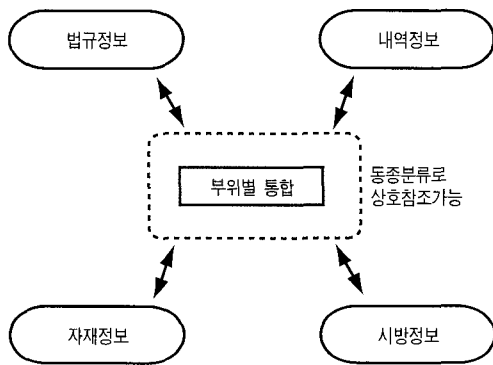 법규정보
내역정보
부위별 통합
동종분류로
상호참조가능
자재정보
시방정보